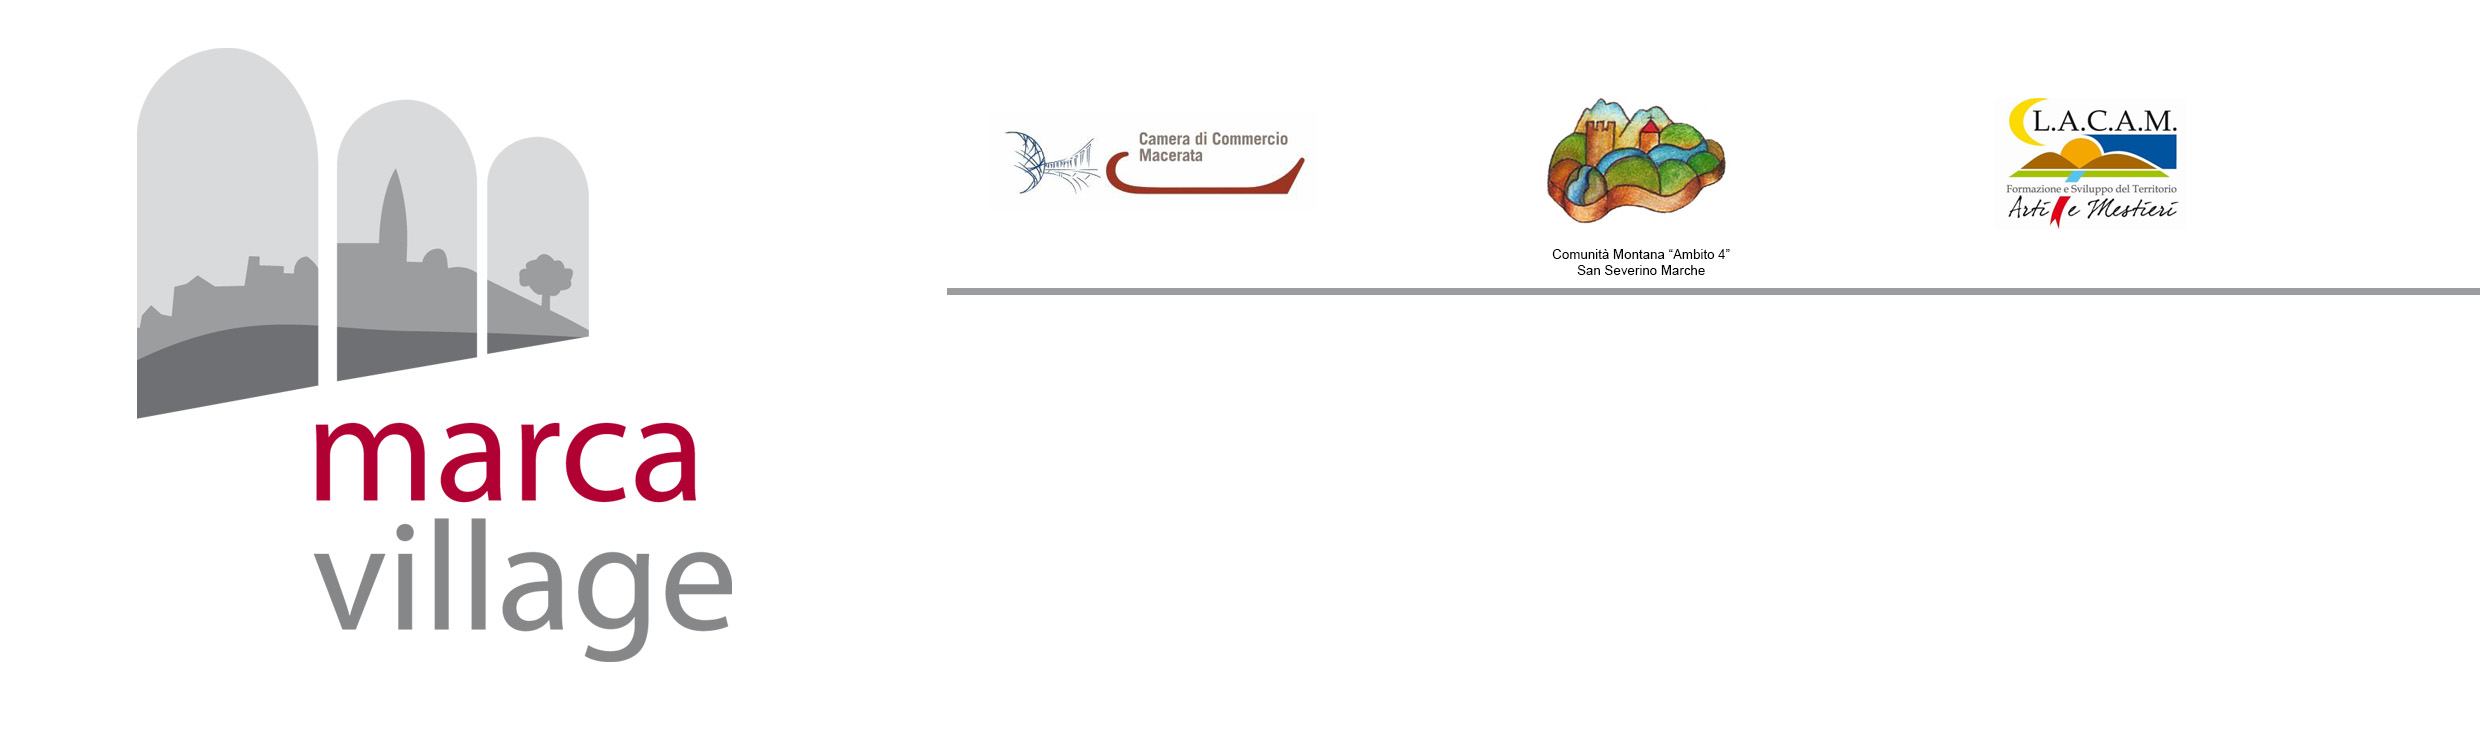 Camera di Commercio
Macerata
Comunità Montana “Ambito 4”
San Severino Marche
L.A.C.A.M.
Formazione e Sviluppo del Territorio
Arti e Mestieri
marca
village